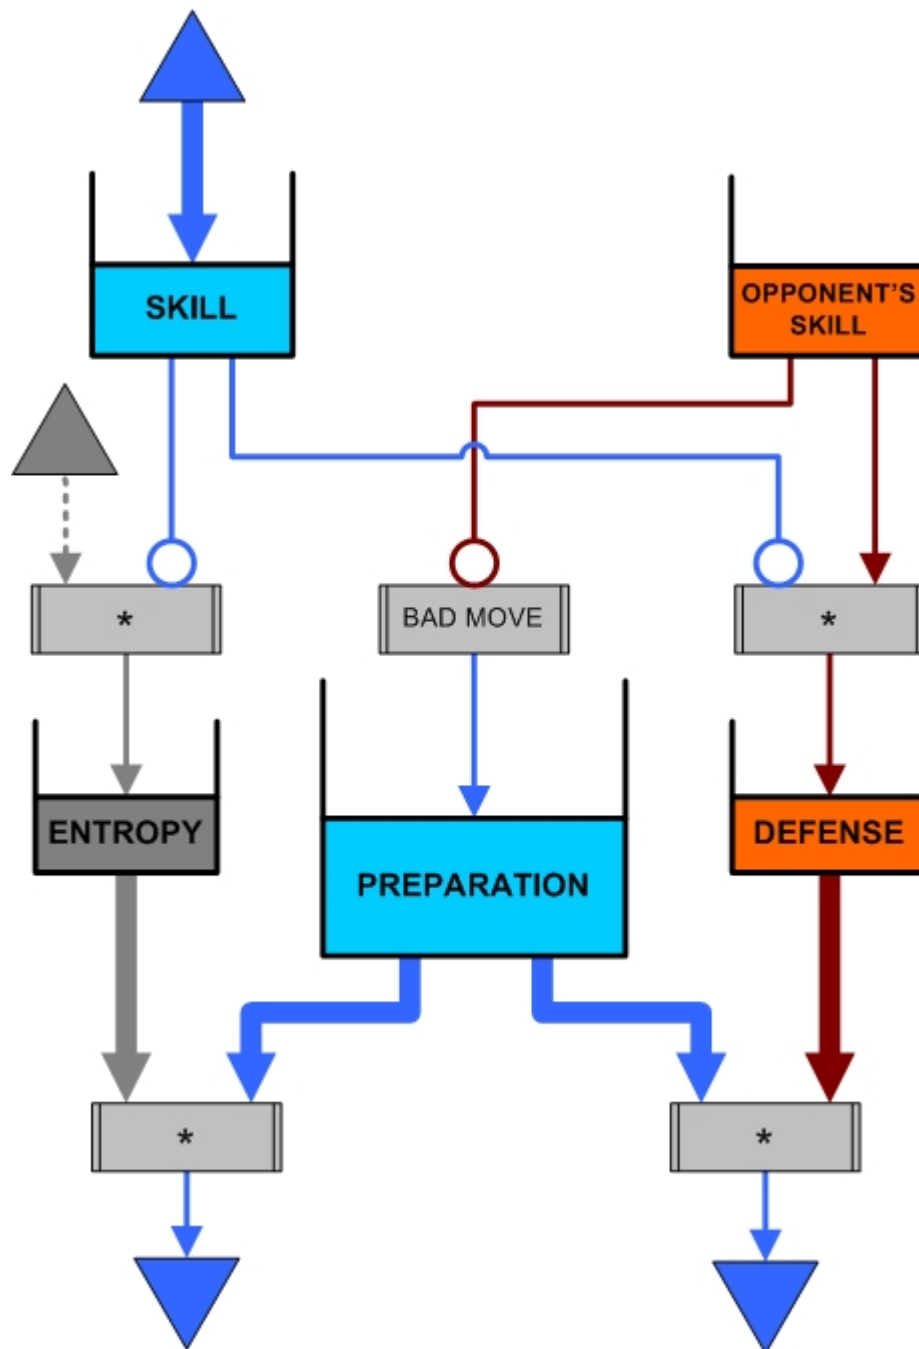 SKILL
OPPONENT'S
SKILL
*
BAD MOVE
*
ENTROPY
PREPARATION
DEFENSE
*
*